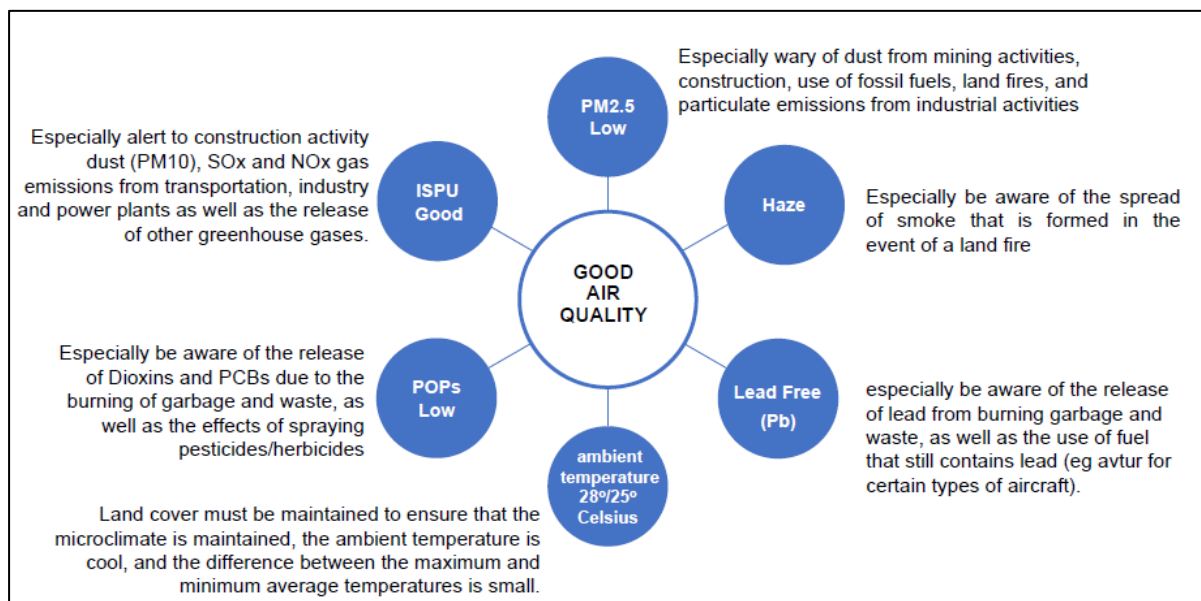 Especially wary of dust from mining activities,
construction, use of fossil fuels, land fires, and
particulate emissions from industrial activities
PM2.5
Low
Especially alert to construction activity
dust (PM10), SOx and NOx gas
emissions from transportation, industry
and power plants as well as the release
of other greenhouse gases.
ISPU
Good
Haze
Especially be aware of the spread
of smoke that is formed in the
event of a land fire
GOOD
AIR
QUALITY
Especially be aware of the release
of Dioxins and PCBs due to the
burning of garbage and waste, as
well as the effects of spraying
pesticides/herbicides
POPs
Low
Lead Free
(Pb)
especially be aware of the release
of lead from burning garbage and
waste, as well as the use of fuel
that still contains lead (eg avtur for
certain types of aircraft).
ambient
temperature
28º/25º
Celsius
Land cover must be maintained to ensure that the
microclimate is maintained, the ambient temperature is
cool, and the difference between the maximum and
minimum average temperatures is small.